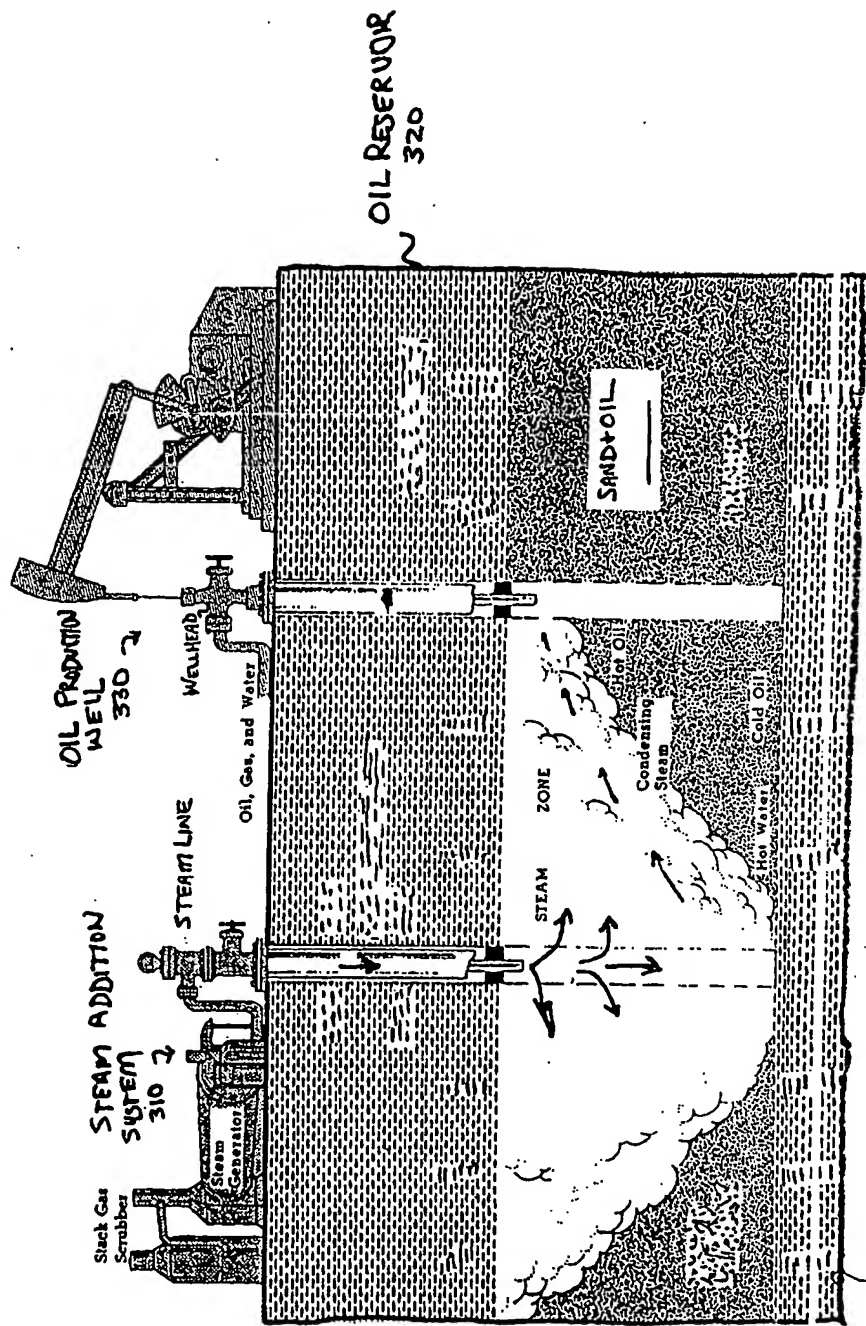 Stack Gas
Scrubber
STEAM ADDITION
SYSTEM
310
Steam
Generator
STEAM LINE
OIL PRODUCTION
WELL
330
WELLHEAD
Oil, Gas, and Water
OIL RESERVOIR
320
STEAM ZONE
SAND+OIL
Hot Oil
Condensing
Steam
Hot Water
Cold Oil